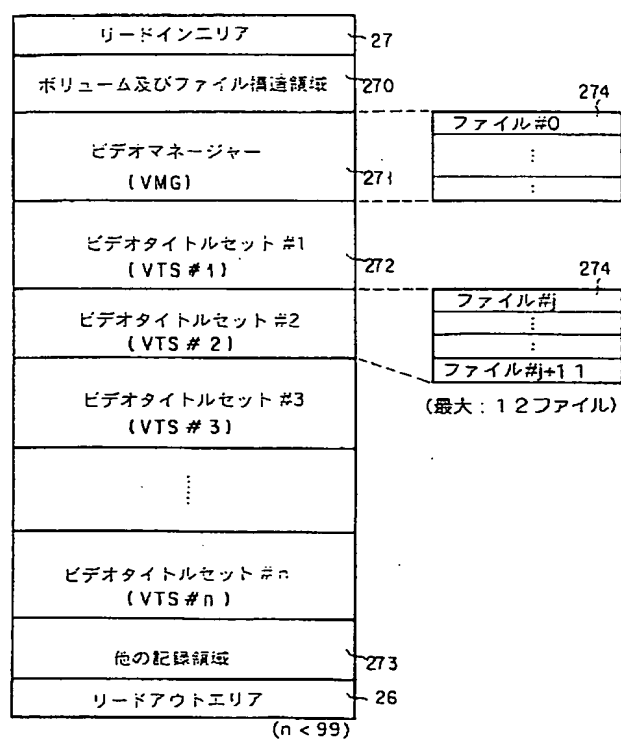 リードインエリア
27
ボリューム及びファイル構造領域
270
ビデオマネージャー
(VMG)
271
274
ファイル#0
⋮
:
ビデオタイトルセット #1
(VTS #1)
272
274
ファイル#j
⋮
:
ファイル#j+11
(最大:12ファイル)
ビデオタイトルセット #2
(VTS # 2)
ビデオタイトルセット #3
(VTS # 3)
⋮
ビデオタイトルセット #n
(VTS #n)
他の記録領域
273
リードアウトエリア
26
(n < 99)